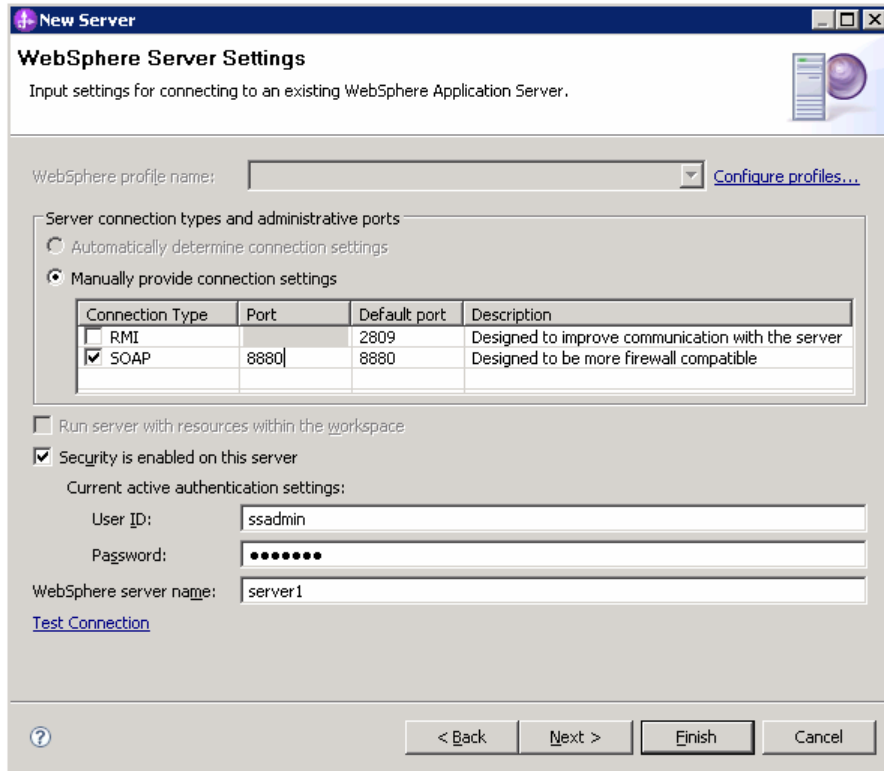 New Server
WebSphere Server Settings
Input settings for connecting to an existing WebSphere Application Server.
WebSphere profile name: Configure profiles...
Server connection types and administrative ports
Automatically determine connection settings
Manually provide connection settings
Connection Type Port Default port Description
RMI 2809 Designed to improve communication with the server
SOAP 8880 8880 Designed to be more firewall compatible
Run server with resources within the workspace
Security is enabled on this server
Current active authentication settings:
User ID: ssadmin
Password: ●●●●●●●
WebSphere server name: server1
Test Connection
? < Back Next > Finish Cancel